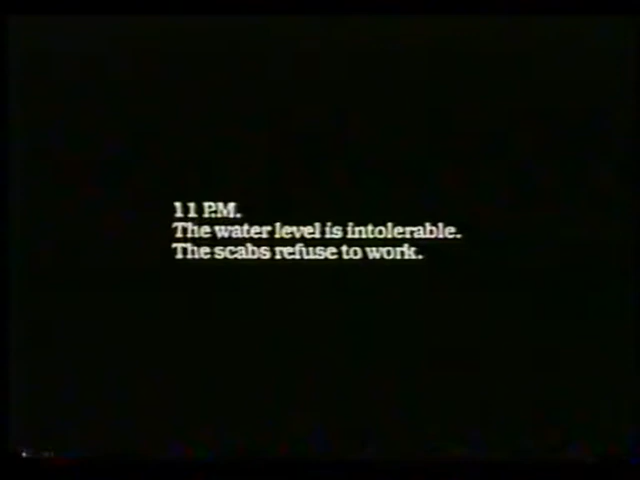 11 P.M.
The water level is intolerable.
The scabs refuse to work.